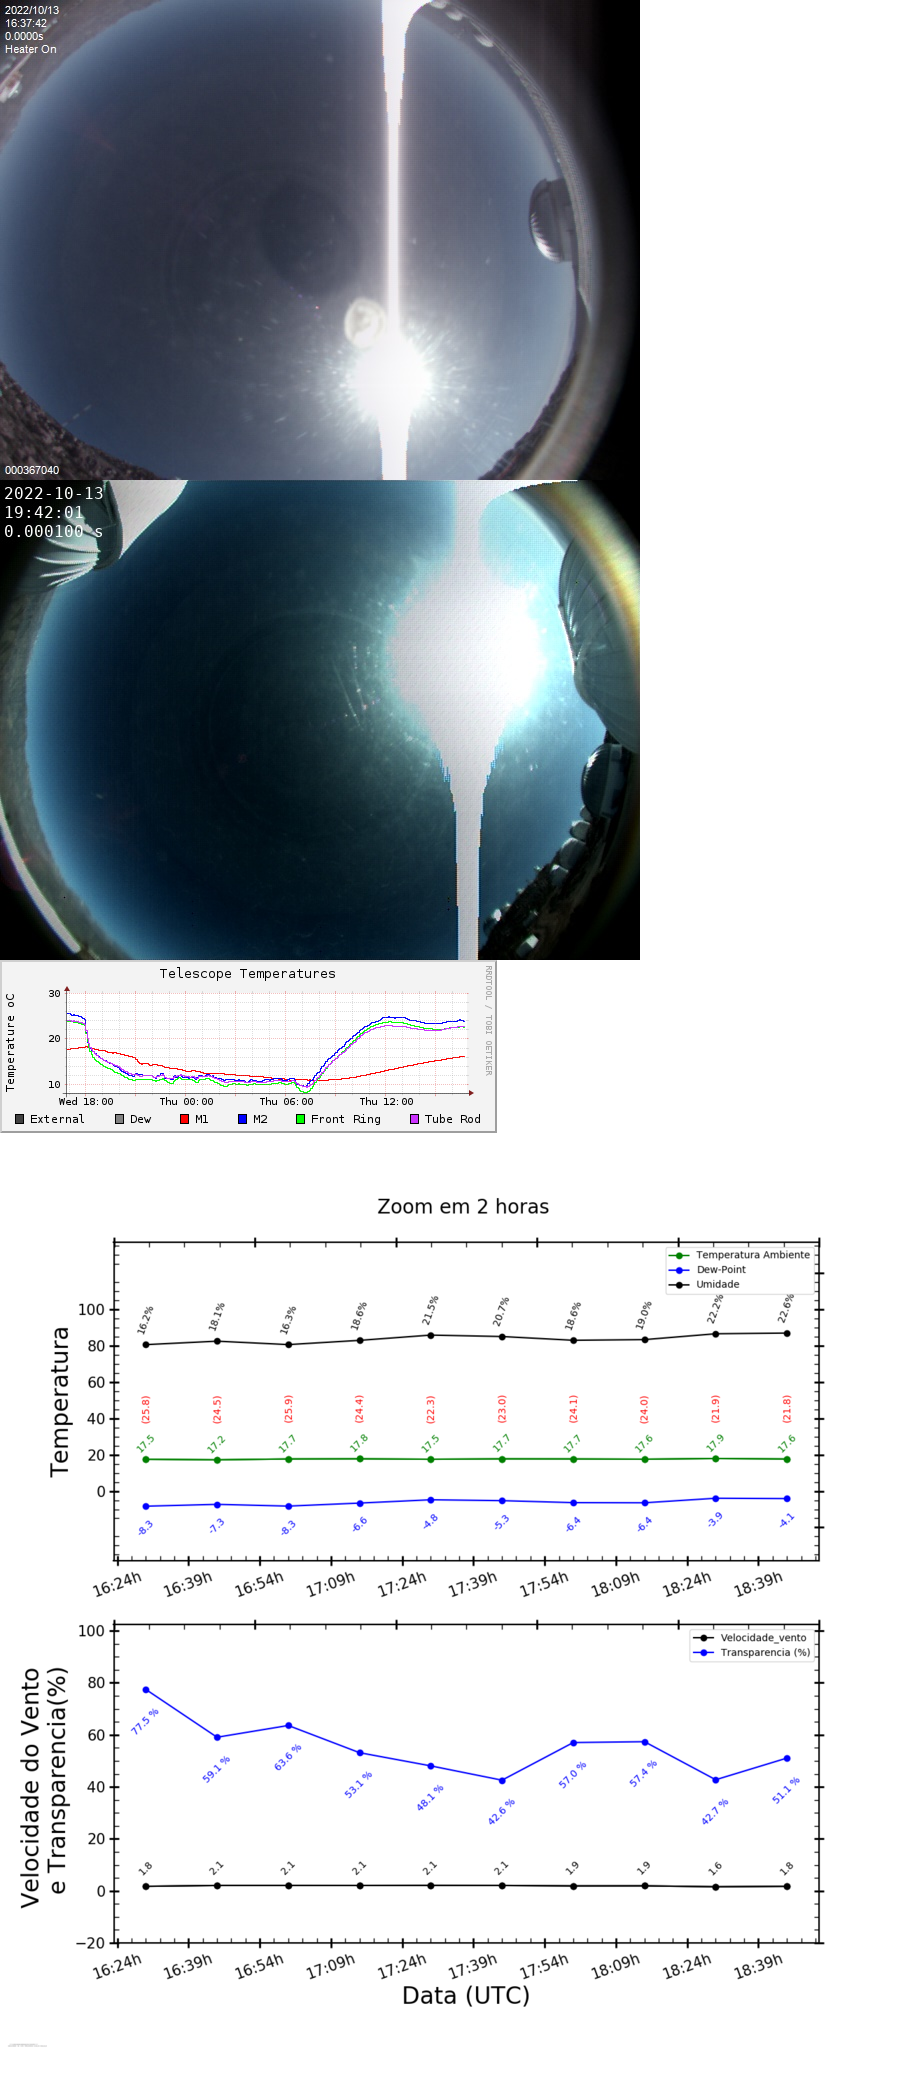 2022/10/13
16:37:42
0.0000s
Heater On
000367040
2022-10-13
19:42:01
0.000100 s
Telescope Temperatures
RRDTOOL / TOBI OETIKER
Temperature oC
30
20
10
Wed 18:00 Thu 00:00 Thu 06:00 Thu 12:00
External Dew M1 M2 Front Ring Tube Rod
Zoom em 2 horas
Temperatura Ambiente
Dew-Point
Umidade
Temperatura
100
80
60
40
20
0
16.2% 18.1% 16.3% 18.6% 21.5% 20.7% 18.6% 19.0% 22.2% 22.6%
(25.8) (24.5) (25.9) (24.4) (22.3) (23.0) (24.1) (24.0) (21.9) (21.8)
17.5 17.2 17.7 17.8 17.5 17.7 17.7 17.6 17.9 17.6
-8.3 -7.3 -8.3 -6.6 -4.8 -5.3 -6.4 -6.4 -3.9 -4.1
16:24h 16:39h 16:54h 17:09h 17:24h 17:39h 17:54h 18:09h 18:24h 18:39h
Velocidade_vento
Transparencia (%)
Velocidade do Vento
e Transparencia(%)
100
80
60
40
20
0
−20
77.5 % 59.1 % 63.6 % 53.1 % 48.1 % 42.6 % 57.0 % 57.4 % 42.7 % 51.1 %
1.8 2.1 2.1 2.1 2.1 2.1 1.9 1.9 1.6 1.8
16:24h 16:39h 16:54h 17:09h 17:24h 17:39h 17:54h 18:09h 18:24h 18:39h
Data (UTC)